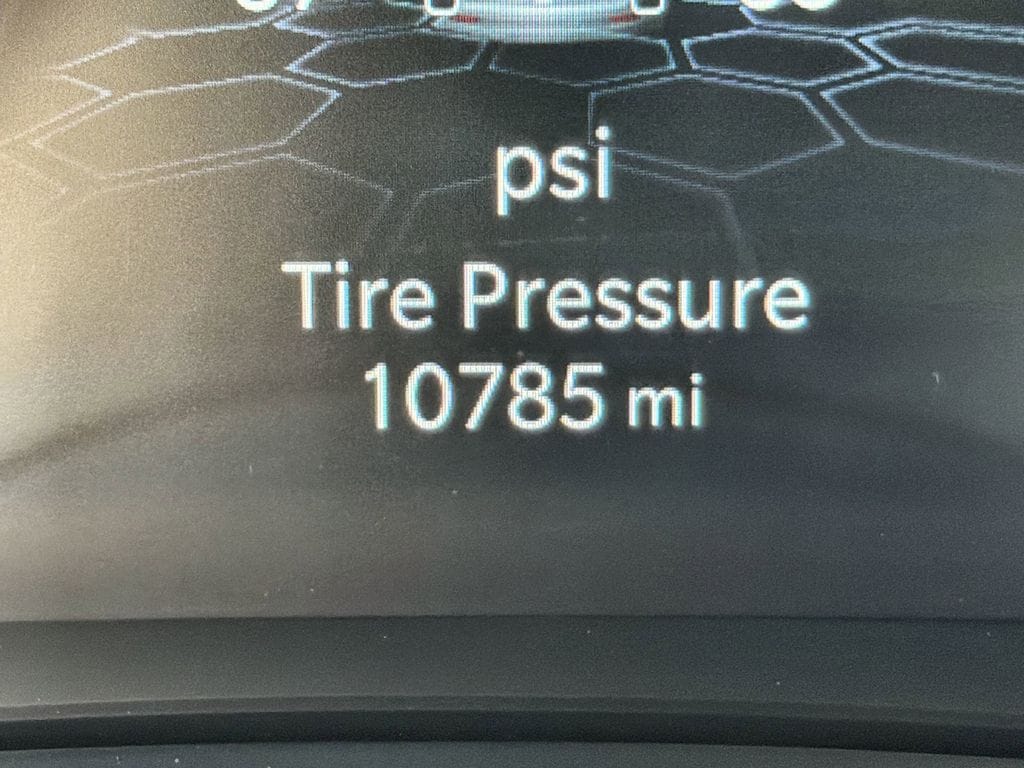 psi
Tire Pressure
10785 mi